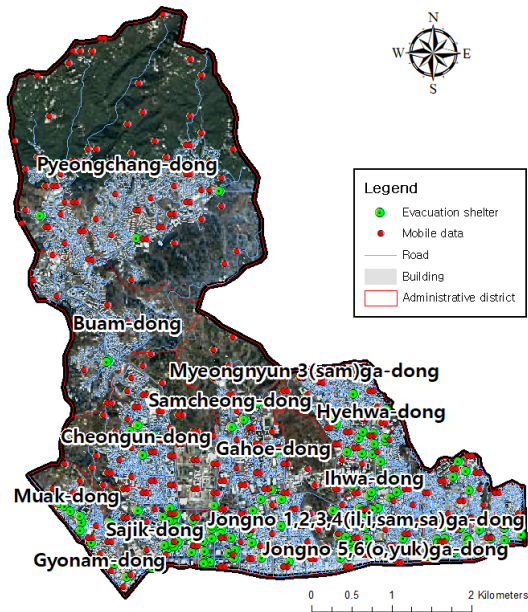 N
W E
S
Pyeongchang-dong
Legend
Evacuation shelter
Mobile data
Road
Building
Administrative district
Buam-dong
Myeongnyun 3(sam)ga-dong
Samcheong-dong
Hyehwa-dong
Cheongun-dong
Gahoe-dong
Ihwa-dong
Muak-dong
Jongno 1,2,3,4(il,i,sam,sa)ga-dong
Sajik-dong
Jongno 5,6(o,yuk)ga-dong
Gyonam-dong
0 0.5 1 2 Kilometers